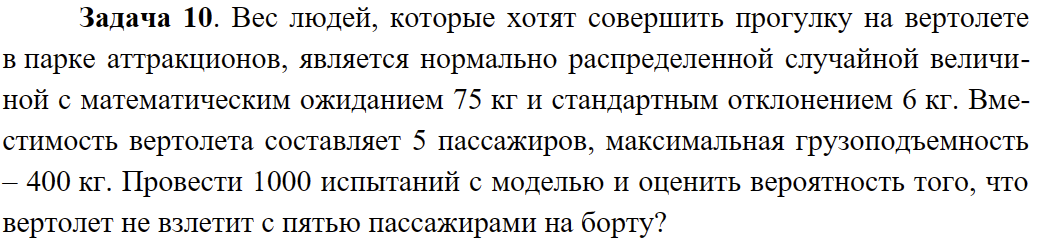 Задача 10. Вес людей, которые хотят совершить прогулку на вертолете
в парке аттракционов, является нормально распределенной случайной величи-
ной с математическим ожиданием 75 кг и стандартным отклонением 6 кг. Вме-
стимость вертолета составляет 5 пассажиров, максимальная грузоподъемность
– 400 кг. Провести 1000 испытаний с моделью и оценить вероятность того, что
вертолет не взлетит с пятью пассажирами на борту?